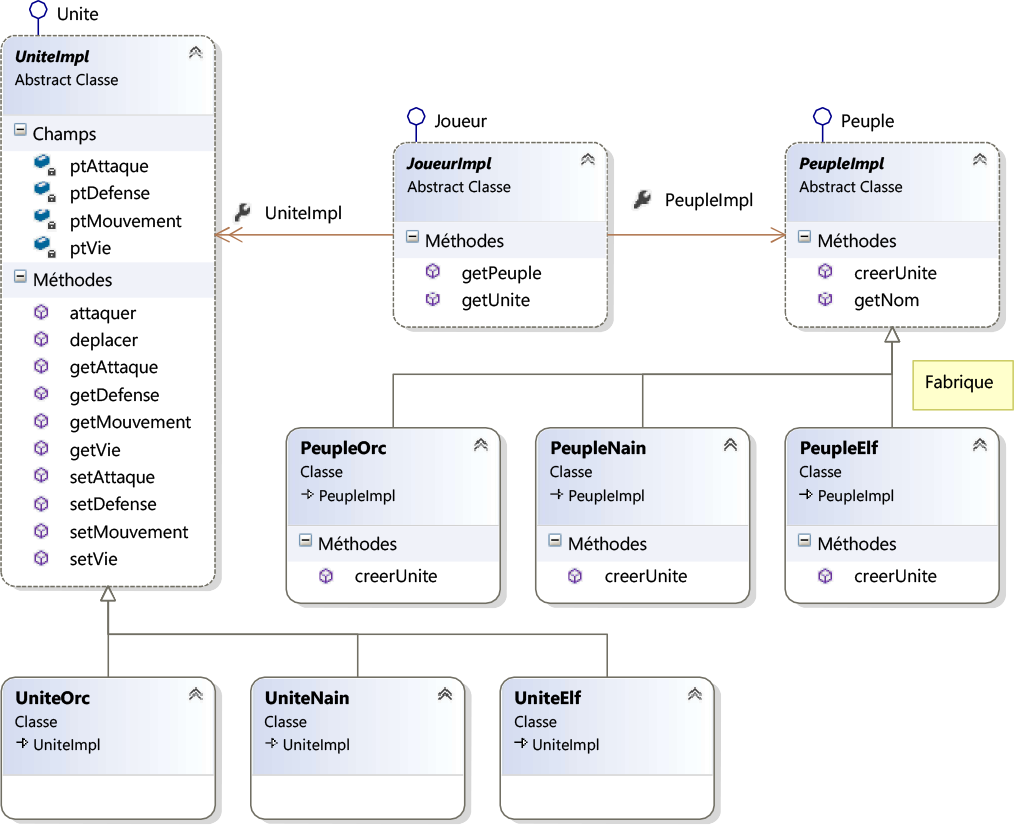 Unite
UniteImpl
Abstract Classe
Champs
ptAttaque
ptDefense
ptMouvement
ptVie
Méthodes
attaquer
deplacer
getAttaque
getDefense
getMouvement
getVie
setAttaque
setDefense
setMouvement
setVie
UniteImpl
Joueur
JoueurImpl
Abstract Classe
Méthodes
getPeuple
getUnite
PeupleImpl
Peuple
PeupleImpl
Abstract Classe
Méthodes
creerUnite
getNom
Fabrique
PeupleOrc
Classe
PeupleImpl
Méthodes
creerUnite
PeupleNain
Classe
PeupleImpl
Méthodes
creerUnite
PeupleElf
Classe
PeupleImpl
Méthodes
creerUnite
UniteOrc
Classe
UniteImpl
UniteNain
Classe
UniteImpl
UniteElf
Classe
UniteImpl